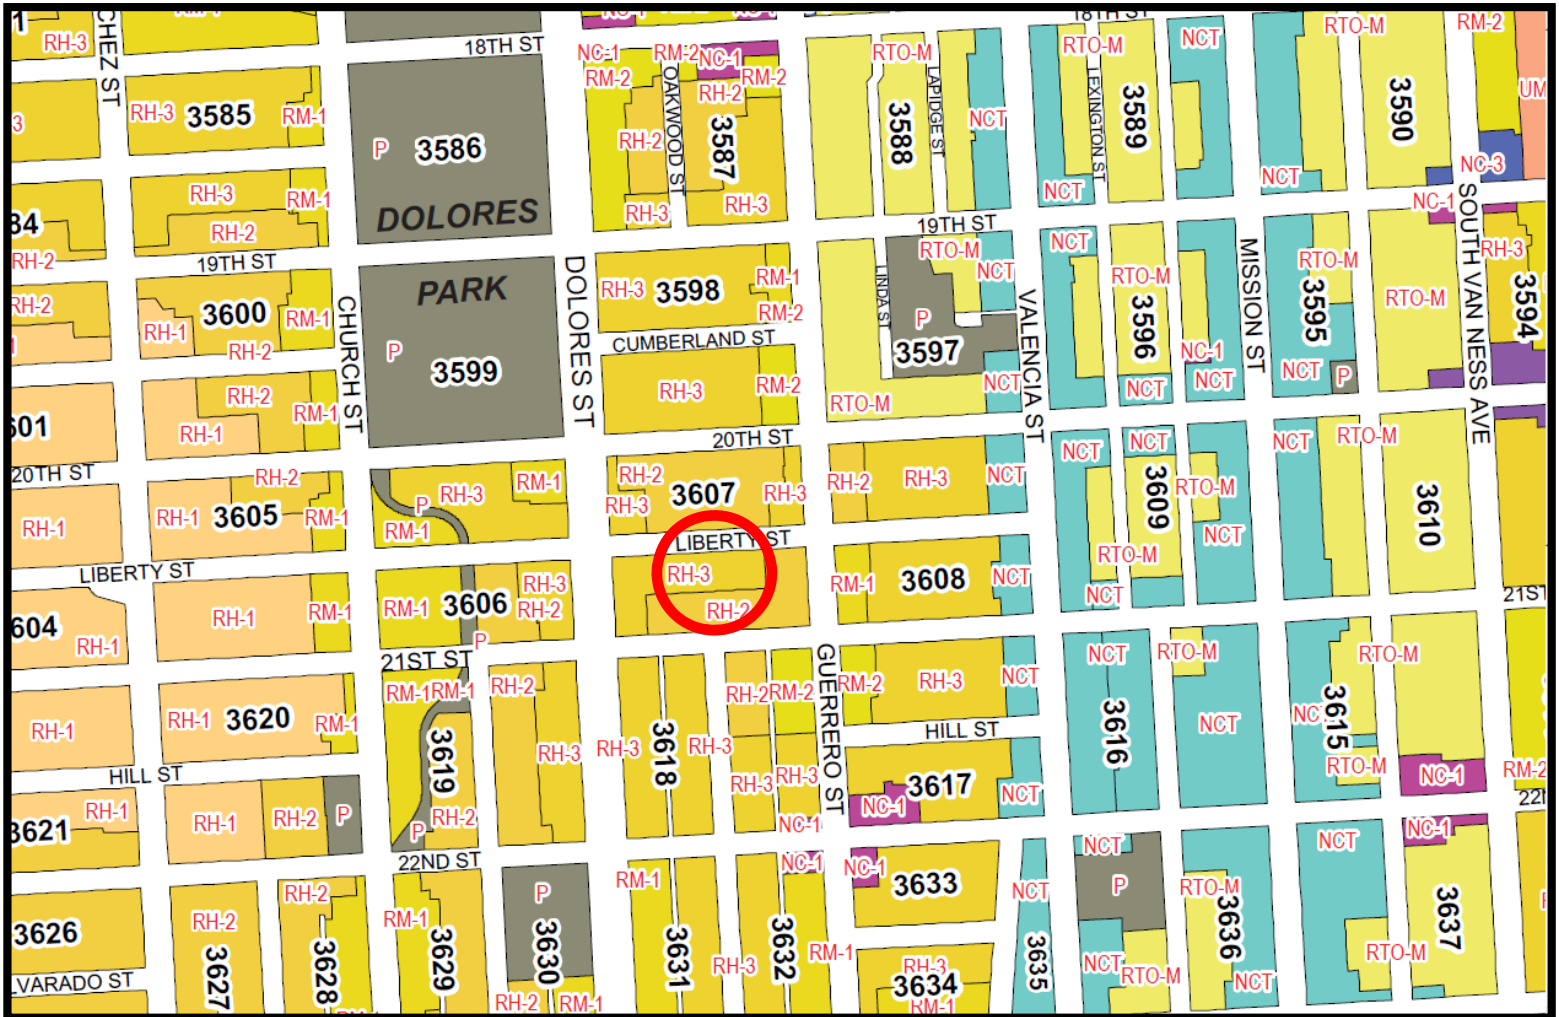 18TH ST
CHEZ ST
RH-3
RH-3
3585
RM-1
3586
P
DOLORES
PARK
NC-1
RM-2
NC-1
RM-2
RM-2
OAKWOOD ST
RH-2
RH-2
3587
RH-3
RH-3
RTO-M
3588
LAPIDGE ST
NCT
18TH ST
RTO-M
LEXINGTON ST
3589
NCT
NCT
NCT
RTO-M
3590
RM-2
UM
NC-3
NC-1
SOUTH VAN NESS AVE
RH-3
RM-1
RH-2
84
RH-2
19TH ST
19TH ST
RH-2
RH-1
3600
RM-1
RH-2
CHURCH ST
P
3599
DOLORES ST
RH-3
3598
RM-1
RM-2
CUMBERLAND ST
RH-3
RM-2
LINDA ST
RTO-M
NCT
P
3597
NCT
RTO-M
VALENCIA ST
NCT
RTO-M
3596
NC-1
NCT
NCT
MISSION ST
RTO-M
3595
NCT
P
RTO-M
RH-3
3594
601
RH-2
RM-1
RH-1
20TH ST
20TH ST
RH-1
RH-2
RH-1
3605
RM-1
P
RH-3
RM-1
RM-1
RH-2
3607
RH-3
RH-3
RH-2
RH-3
NCT
NCT
NCT
3609
RTO-M
NCT
RTO-M
NCT
NCT
RTO-M
3610
LIBERTY ST
LIBERTY ST
604
RH-1
RH-1
RM-1
RM-1
3606
RH-3
RH-2
P
RH-3
RH-2
RM-1
3608
NCT
21ST
21ST ST
RH-1
RH-1
3620
RM-1
RM-1
RM-1
RH-2
3619
RH-3
RH-2
P
RH-3
3618
RH-3
RH-2
RM-2
RH-3
RH-3
NC-1
GUERRERO ST
RM-2
RH-3
NCT
HILL ST
3617
NC-1
NCT
NCT
3616
RTO-M
NCT
3615
RTO-M
RTO-M
NC-1
RM-2
HILL ST
3621
RH-1
RH-1
RH-2
P
22ND ST
3626
RH-2
3627
RH-2
3628
RM-1
3629
P
3630
RH-2
RM-1
RM-1
3631
RH-3
NC-1
3632
RM-1
NC-1
3633
RH-3
3634
RM-1
NCT
3635
NCT
P
NCT
RTO-M
RTO-M
3636
NCT
NCT
RTO-M
NC-1
3637
LVARADO ST